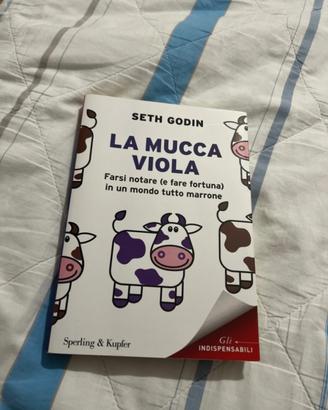 SETH GODIN
LA MUCCA
VIOLA
Farsi notare (e fare fortuna)
in un mondo tutto marrone
Sperling & Kupfer
Gli
INDISPENSABILI